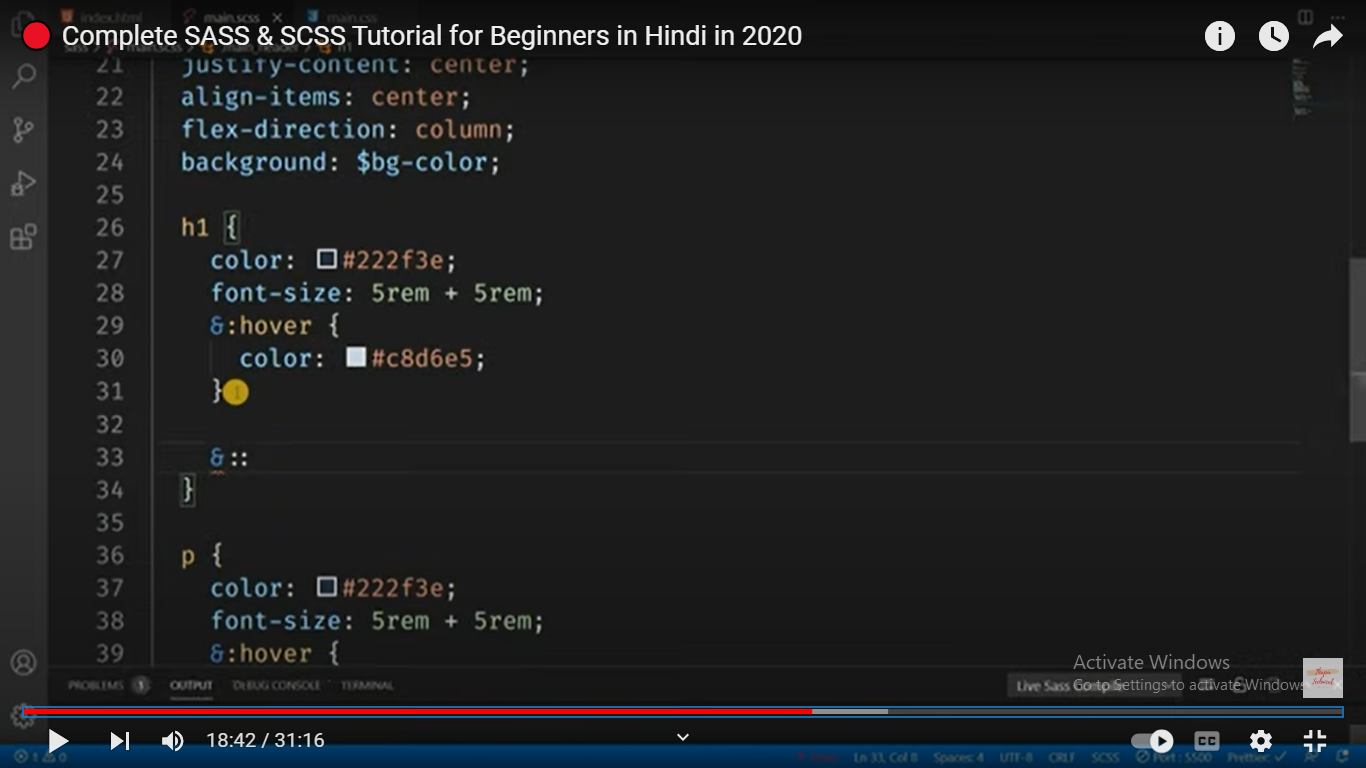 index.html main.scss main.css
Complete SASS & SCSS Tutorial for Beginners in Hindi in 2020
21 justify-content: center;
22 align-items: center;
23 flex-direction: column;
24 background: $bg-color;
25
26 h1 {
27 color: #222f3e;
28 font-size: 5rem + 5rem;
29 &:hover {
30 color: #c8d6e5;
31 }
32
33 &::
34 }
35
36 p {
37 color: #222f3e;
38 font-size: 5rem + 5rem;
39 &:hover {
Activate Windows
Go to Settings to activate Windows
PROBLEMS 1 OUTPUT DEBUG CONSOLE TERMINAL
Live Sass
18:42 / 31:16
CC
Ln 33, Col 8 Spaces: 4 UTF-8 CRLF SCSS Port : 5500 Prettier: ✓